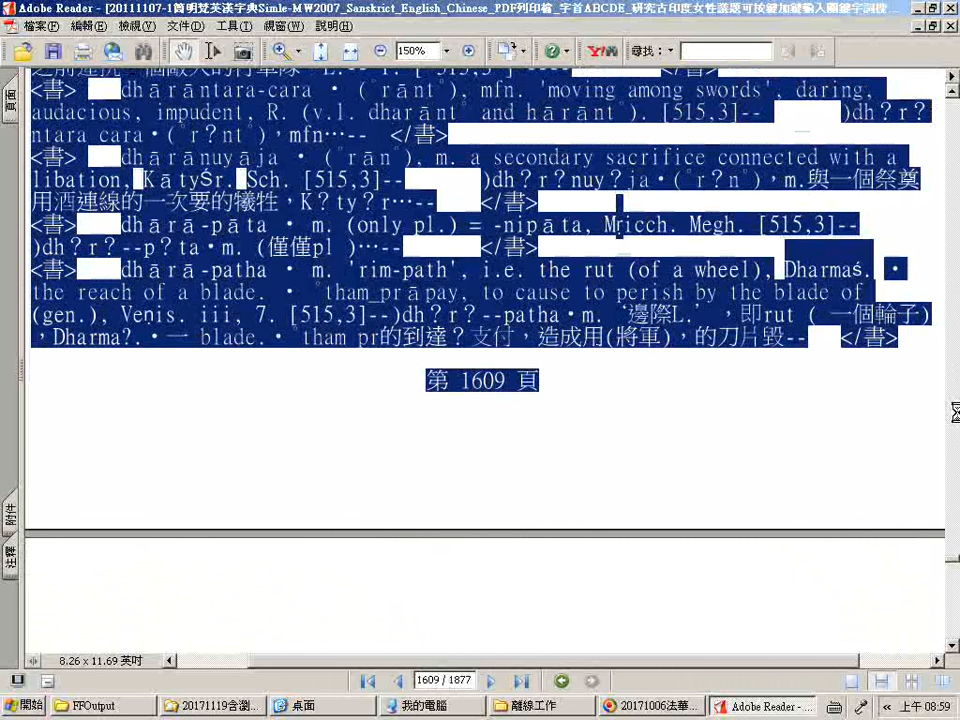 Adobe Reader - [20111107-1簡明梵英漢字典Simle-MW2007_Sanskrict_English_Chinese_PDF列印檔_字首ABCDE_研究古印度女性議題可按鍵加鍵輸入關鍵字詞搜
檔案(F) 編輯(E) 檢視(V) 文件(D) 工具(T) 視窗(W) 說明(H)
150% 尋找：
頁面
<書> dhārāntara-cara • (˚rānt˚), mfn. 'moving among swords', daring,
audacious, impudent, R. (v.l. dharānt˚ and hārānt˚). [515,3]-- )dh?r?
ntara cara•(˚r?nt˚)，mfn…-- </書>
<書> dhārānuyāja • (˚rān˚), m. a secondary sacrifice connected with a
libation, KātyŚr. Sch. [515,3]-- )dh?r?nuy?ja•(˚r?n˚)，m.與一個祭奠
用酒連線的一次要的犧牲，K?ty?r…-- </書>
<書> dhārā-pāta • m. (only pl.) = -nipāta, Mṛicch. Megh. [515,3]--
)dh?r?--p?ta•m. (僅僅pl )…-- </書>
<書> dhārā-patha • m. 'rim-path', i.e. the rut (of a wheel), Dharmaś. •
the reach of a blade. • ˚tham_prāpay, to cause to perish by the blade of
(gen.), Veṇis. iii, 7. [515,3]--)dh?r?--patha•m.‘邊際L.’，即rut ( 一個輪子)
，Dharma?.•一 blade.•˚tham pr的到達？支付，造成用(將軍)，的刀片毀-- </書>
第 1609 頁
附件
注釋
8.26 x 11.69 英吋
1609 / 1877
開始 FFOutput 20171119含瀏... 桌面 我的電腦 離線工作 20171006法華... Adobe Reader - [... 上午 08:59